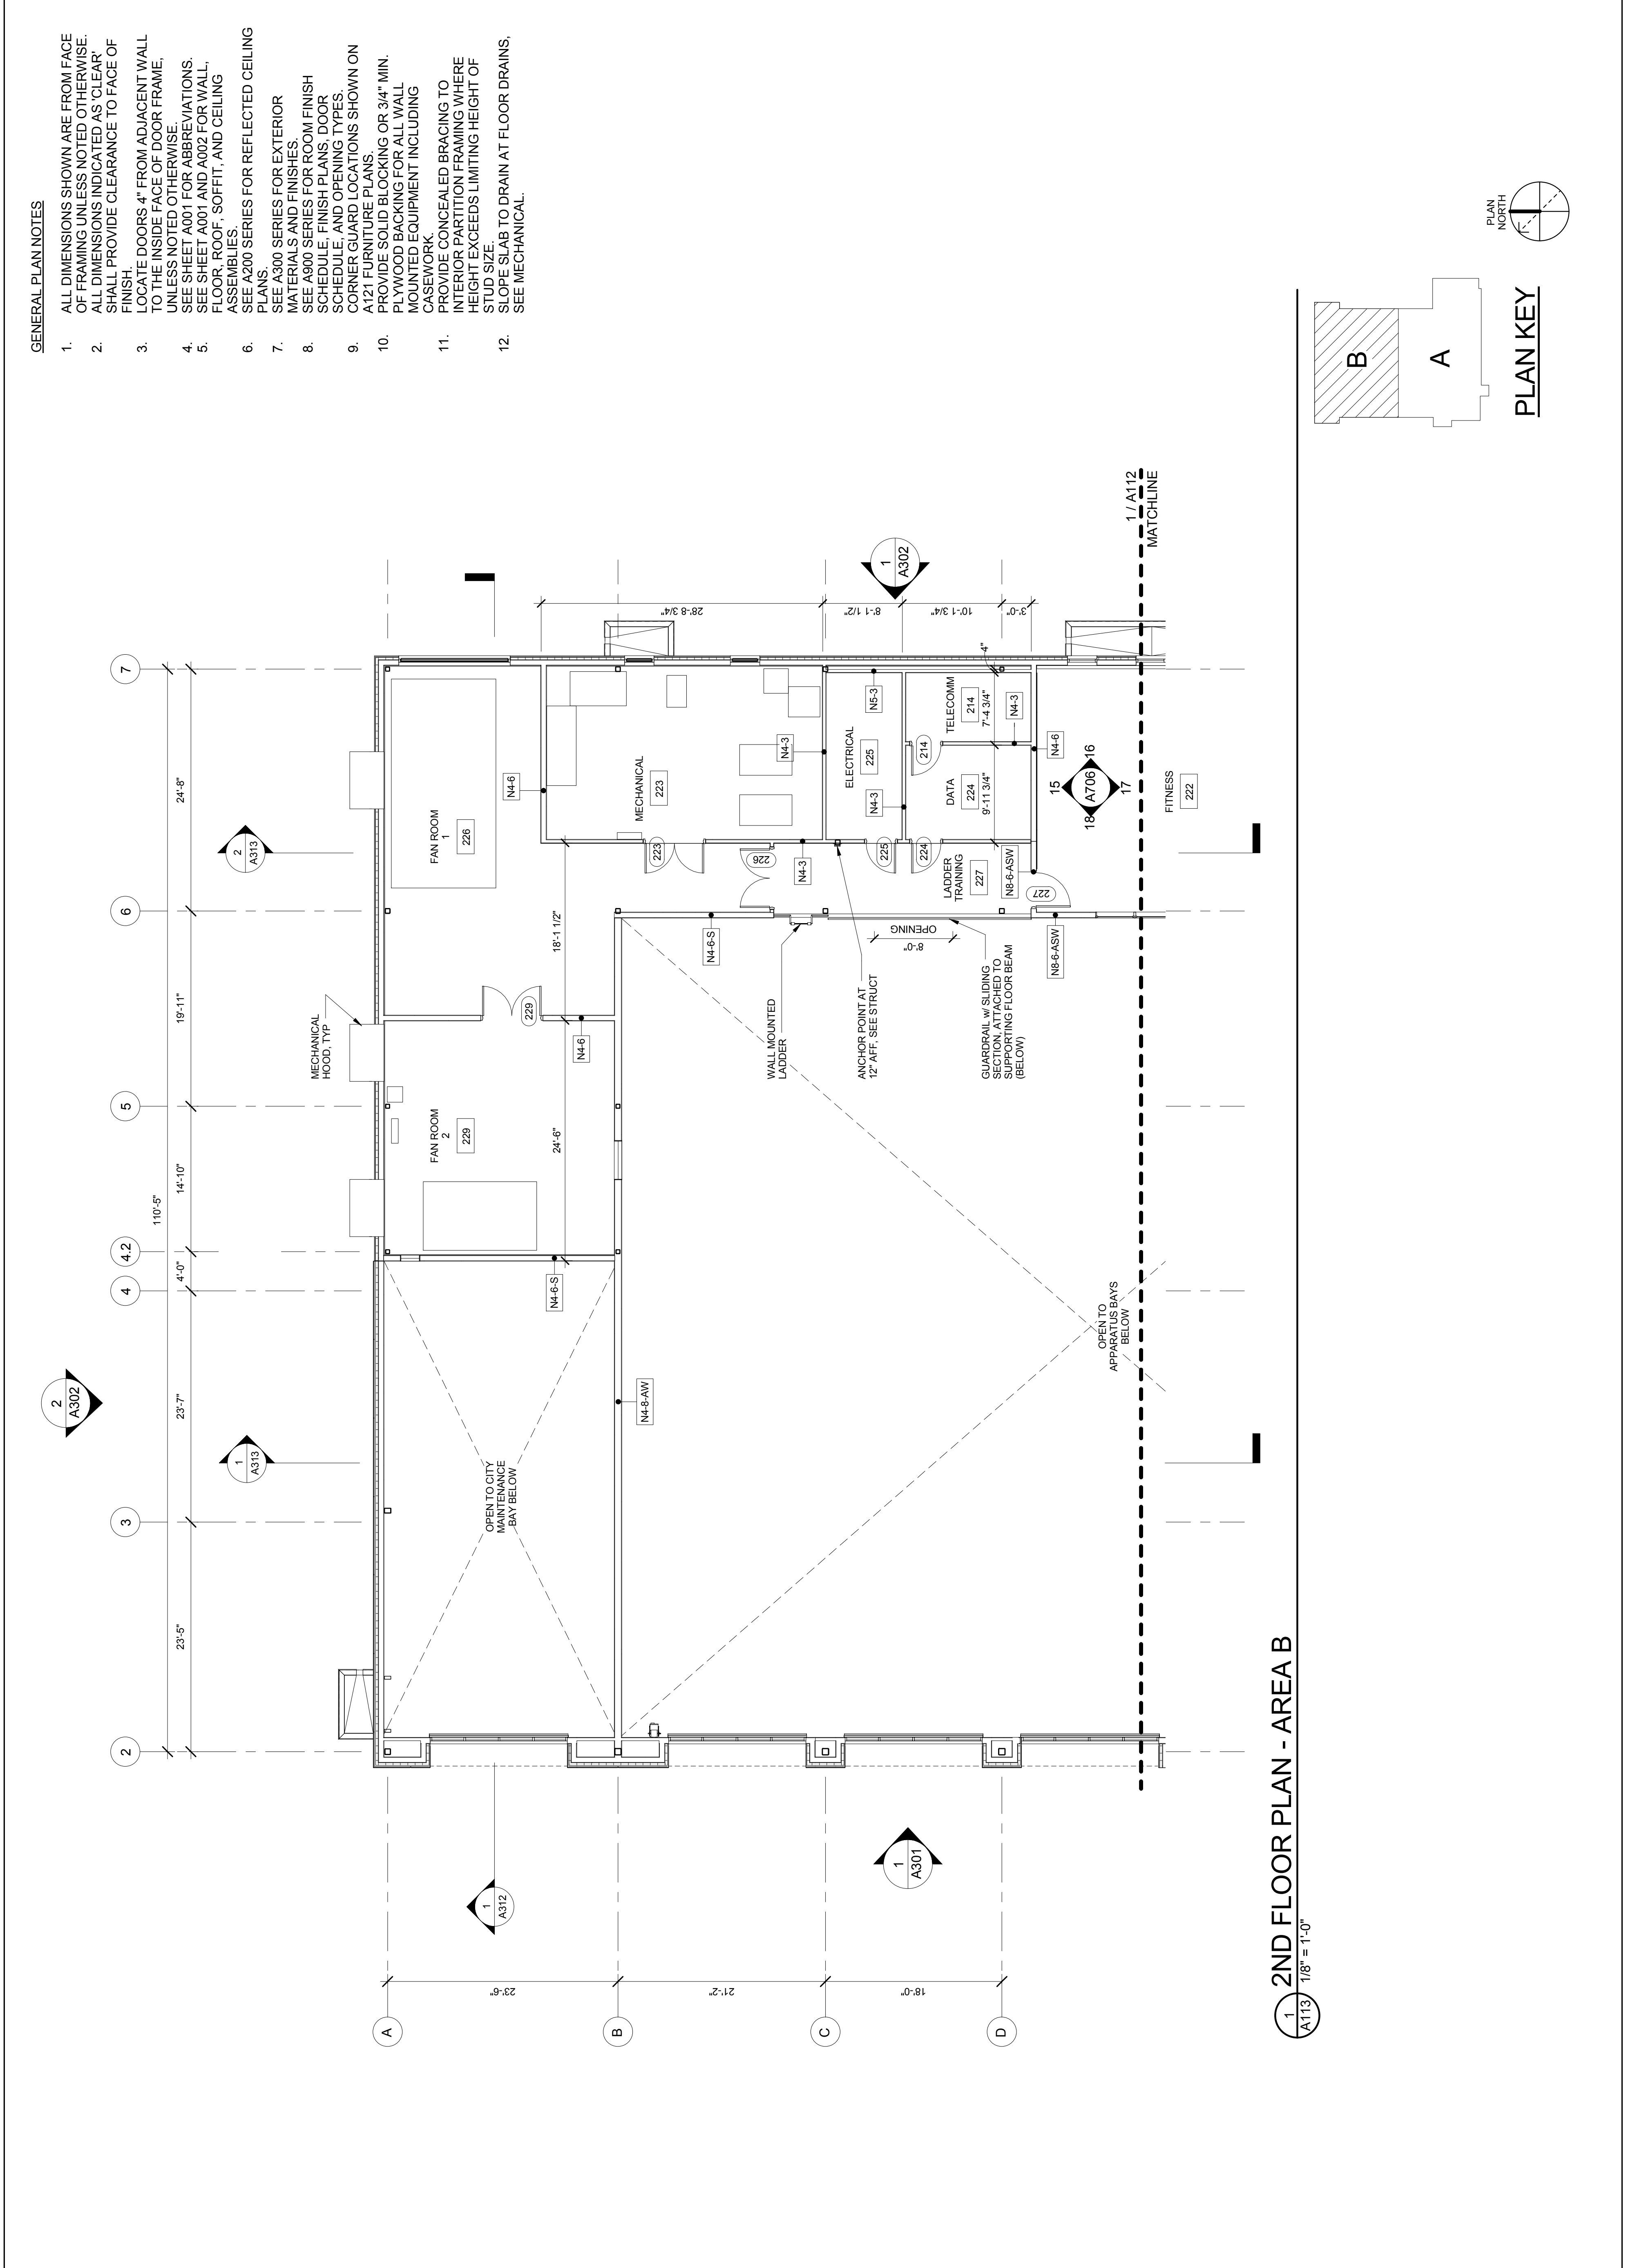 GENERAL PLAN NOTES
1. ALL DIMENSIONS SHOWN ARE FROM FACE
OF FRAMING UNLESS NOTED OTHERWISE.
2. ALL DIMENSIONS INDICATED AS 'CLEAR'
SHALL PROVIDE CLEARANCE TO FACE OF
FINISH.
3. LOCATE DOORS 4" FROM ADJACENT WALL
TO THE INSIDE FACE OF DOOR FRAME,
UNLESS NOTED OTHERWISE.
4. SEE SHEET A001 FOR ABBREVIATIONS.
5. SEE SHEET A001 AND A002 FOR WALL,
FLOOR, ROOF, SOFFIT, AND CEILING
ASSEMBLIES.
6. SEE A200 SERIES FOR REFLECTED CEILING
PLANS.
7. SEE A300 SERIES FOR EXTERIOR
MATERIALS AND FINISHES.
8. SEE A900 SERIES FOR ROOM FINISH
SCHEDULE, FINISH PLANS, DOOR
SCHEDULE, AND OPENING TYPES.
9. CORNER GUARD LOCATIONS SHOWN ON
A121 FURNITURE PLANS.
10. PROVIDE SOLID BLOCKING OR 3/4" MIN.
PLYWOOD BACKING FOR ALL WALL
MOUNTED EQUIPMENT INCLUDING
CASEWORK.
11. PROVIDE CONCEALED BRACING TO
INTERIOR PARTITION FRAMING WHERE
HEIGHT EXCEEDS LIMITING HEIGHT OF
STUD SIZE.
12. SLOPE SLAB TO DRAIN AT FLOOR DRAINS,
SEE MECHANICAL.
2
A302
2
3
4
4.2
5
6
7
110'-5"
23'-5"
23'-7"
4'-0"
14'-10"
19'-11"
24'-8"
1
A313
2
A313
MECHANICAL
HOOD, TYP
A
B
C
D
23'-6"
21'-2"
18'-0"
1
A312
1
A301
OPEN TO CITY
MAINTENANCE
BAY BELOW
N4-6-S
N4-8-AW
FAN ROOM
2
229
24'-6"
229
N4-6
18'-1 1/2"
FAN ROOM
1
226
N4-6
MECHANICAL
223
223
N4-3
226
N4-3
N4-6-S
WALL MOUNTED
LADDER
ANCHOR POINT AT
12" AFF, SEE STRUCT
GUARDRAIL w/ SLIDING
SECTION, ATTACHED TO
SUPPORTING FLOOR BEAM
(BELOW)
8'-0"
OPENING
ELECTRICAL
225
225
N5-3
N4-3
224
214
DATA
224
9'-11 3/4"
TELECOMM
214
7'-4 3/4"
4"
N4-3
LADDER
TRAINING
227
N8-6-ASW
227
N8-6-ASW
N4-6
15
16
17
18
A706
FITNESS
222
28'-8 3/4"
8'-1 1/2"
10'-1 3/4"
3'-0"
1
A302
OPEN TO
APPARATUS BAYS
BELOW
1 / A112
MATCHLINE
1
A113
2ND FLOOR PLAN - AREA B
1/8" = 1'-0"
B
A
PLAN KEY
PLAN
NORTH